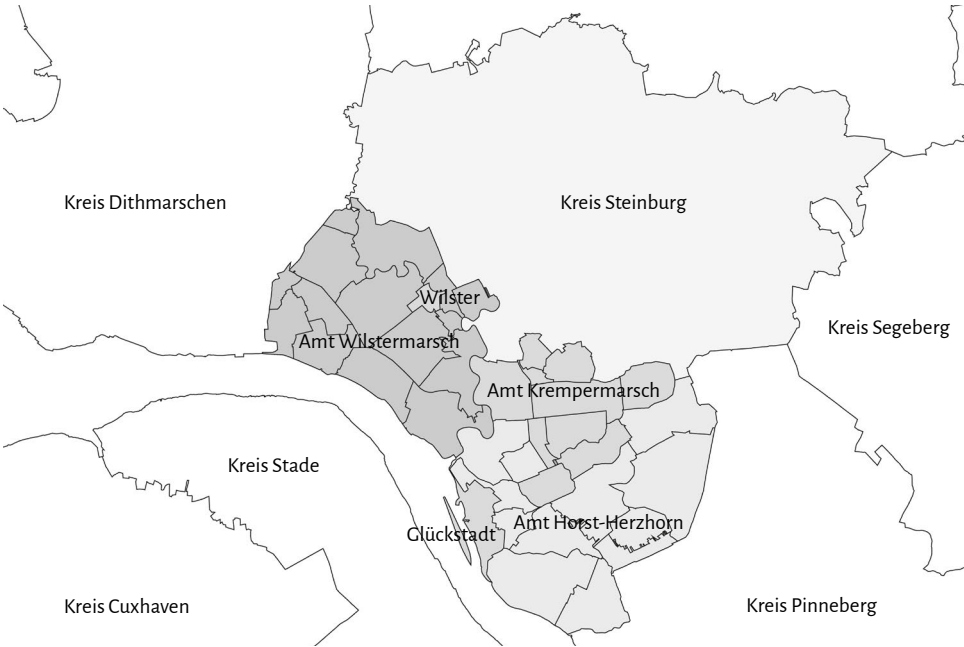 Kreis Dithmarschen
Kreis Steinburg
Wilster
Kreis Segeberg
Amt Wilstermarsch
Amt Krempermarsch
Kreis Stade
Amt Horst-Herzhorn
Glückstadt
Kreis Cuxhaven
Kreis Pinneberg